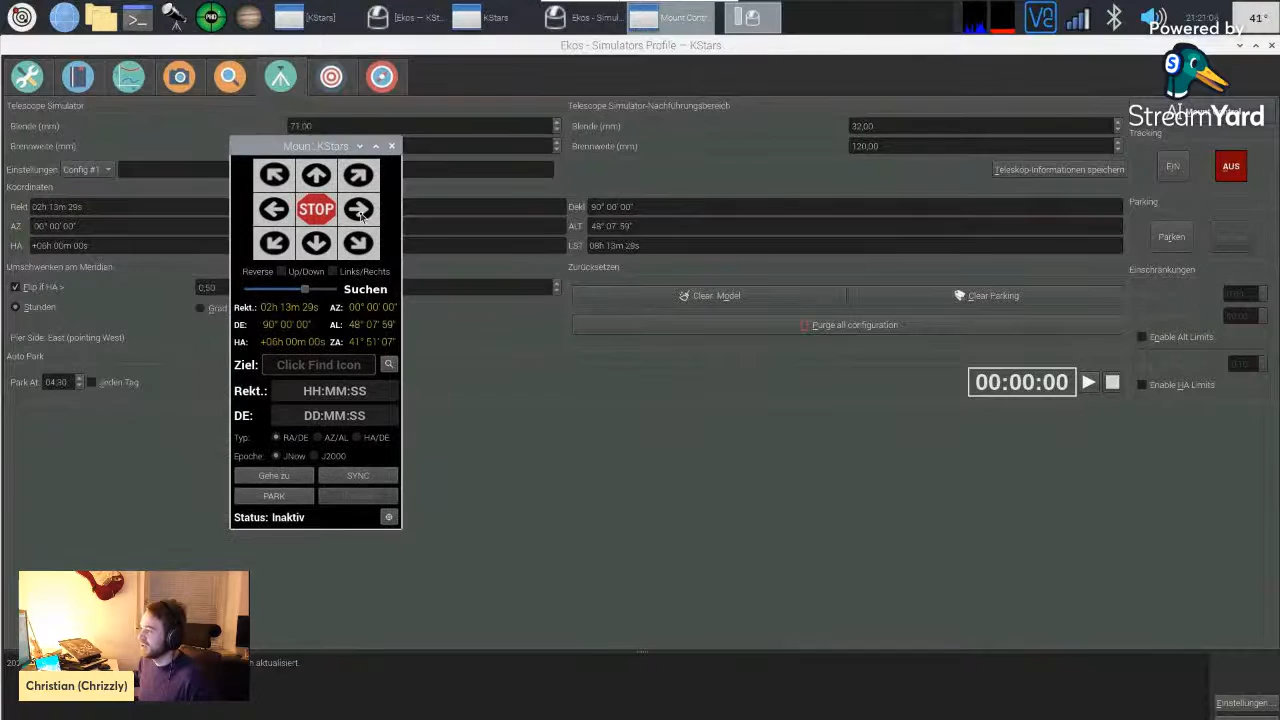 [KStars]
[Ekos — KSt...
KStars
Ekos - Simul...
Mount Contr
21:21:04
41°
Ekos - Simulators Profile — KStars
Powered by
StreamYard
Telescope Simulator
Telescope Simulator-Nachführungsbereich
Tracking
Blende (mm)
71,00
Blende (mm)
32,00
Brennweite (mm)
Brennweite (mm)
120,00
EIN
AUS
Einstellungen:
Config #1
Teleskop-Informationen speichern
Koordinaten
Parking
Rekt
02h 13m 29s
Dekl
90° 00' 00"
AZ
00° 00' 00"
ALT
48° 07' 59"
Parken
HA
+06h 00m 00s
LST
08h 13m 29s
Umschwenken am Meridian
Zurücksetzen
Einschränkungen
Flip if HA >
0,50
Clear Model
Clear Parking
Stunden
Grad
Purge all configuration
Enable Alt Limits
Pier Side: East (pointing West)
Auto Park
Park At
04:30
Jeden Tag
00:00:00
Enable HA Limits
KStars
STOP
Reverse
Up/Down
Links/Rechts
Suchen
Rekt.: 02h 13m 29s AZ: 00° 00' 00"
DE: 90° 00' 00" AL: 48° 07' 59"
HA: +06h 00m 00s ZA: 41° 51' 07"
Ziel: Click Find Icon
Rekt.: HH:MM:SS
DE: DD:MM:SS
Typ: RA/DE AZ/AL HA/DE
Epoche: JNow J2000
Gehe zu SYNC
PARK
Status: Inaktiv
aktualisiert.
Christian (Chrizzly)
Einstellungen...